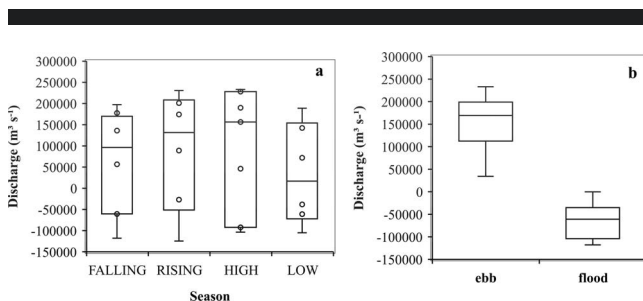 a
300000
250000
200000
150000
100000
50000
0
-50000
-100000
-150000
Discharge (m³ s⁻¹)
FALLING RISING HIGH LOW
Season
b
300000
250000
200000
150000
100000
50000
0
-50000
-100000
-150000
Discharge (m³ s-¹)
ebb flood